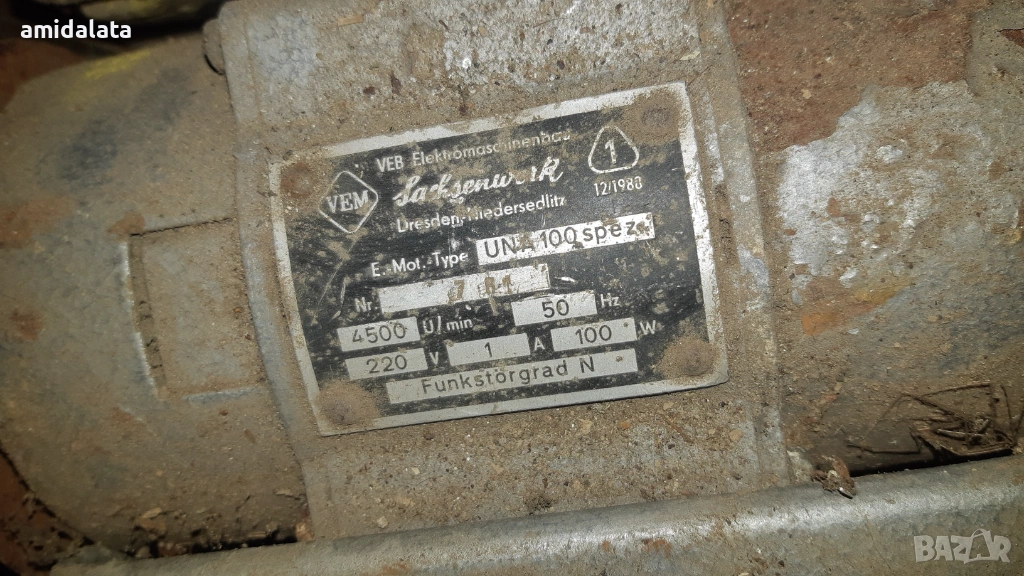 amidalata
VEB Elektromaschinenbau
VEM
Sachsenwerk
1
12/1980
Dresden-Niedersedlitz
E.-Mot.-Type UNA 100 spez.
Nr.
4500 U/min 50 Hz
220 V 1 A 100 W
Funkstörgrad N
BAZAR